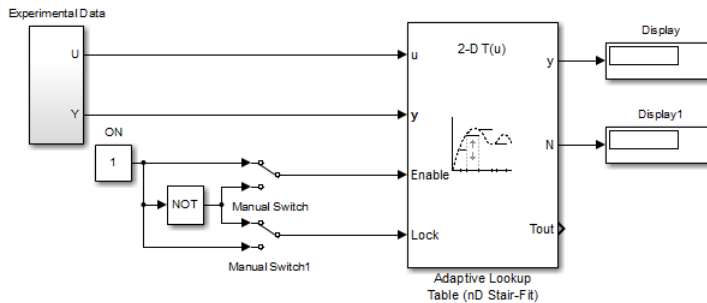 Experimental Data
U
Y
ON
1
NOT
Manual Switch
Manual Switch1
2-D T(u)
u
y
Enable
Lock
y
N
Tout
Adaptive Lookup
Table (nD Stair-Fit)
Display
Display1